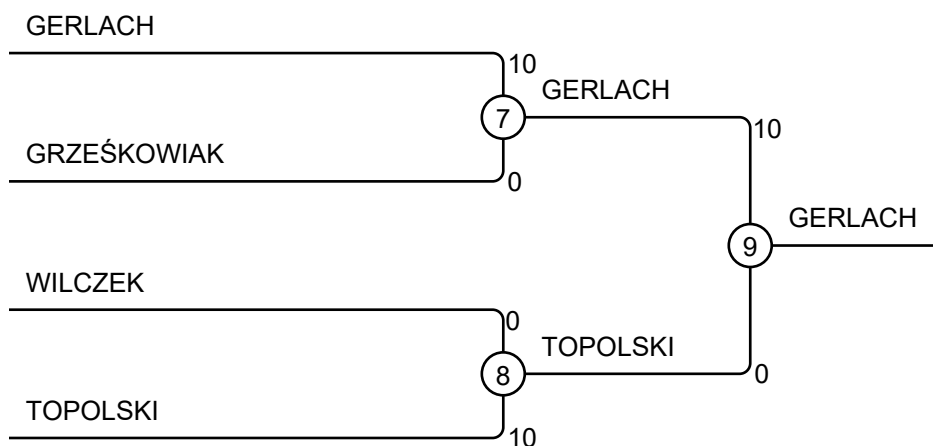 GERLACH
10
GERLACH
7
10
GRZEŚKOWIAK
0
GERLACH
9
WILCZEK
0
TOPOLSKI
8
0
TOPOLSKI
10